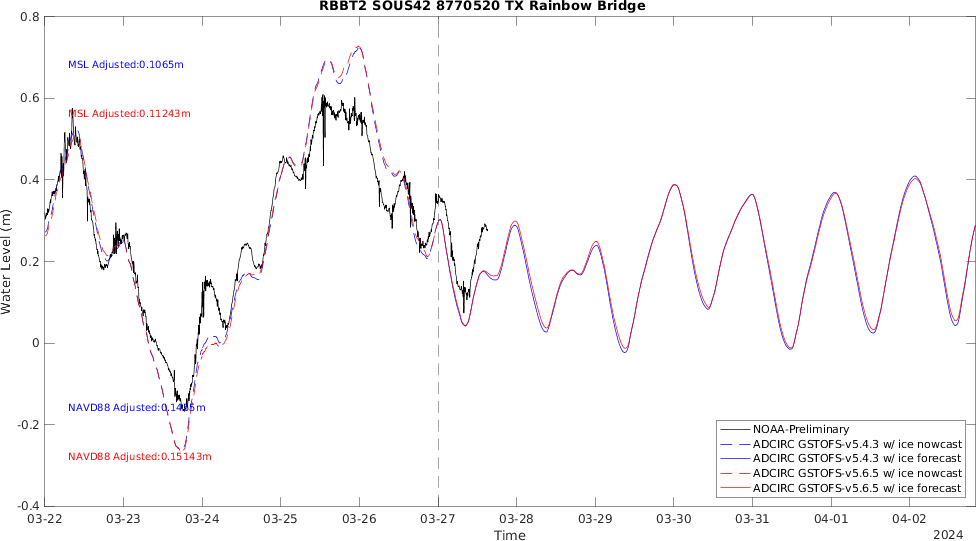 RBBT2 SOUS42 8770520 TX Rainbow Bridge
0.8
0.6
0.4
0.2
0
-0.2
-0.4
Water Level (m)
MSL Adjusted:0.1065m
MSL Adjusted:0.11243m
NAVD88 Adjusted:
NAVD88 Adjusted:0.15143m
NOAA-Preliminary
ADCIRC GSTOFS-v5.4.3 w/ ice nowcast
ADCIRC GSTOFS-v5.4.3 w/ ice forecast
ADCIRC GSTOFS-v5.6.5 w/ ice nowcast
ADCIRC GSTOFS-v5.6.5 w/ ice forecast
03-22 03-23 03-24 03-25 03-26 03-27 03-28 03-29 03-30 03-31 04-01 04-02
Time
2024